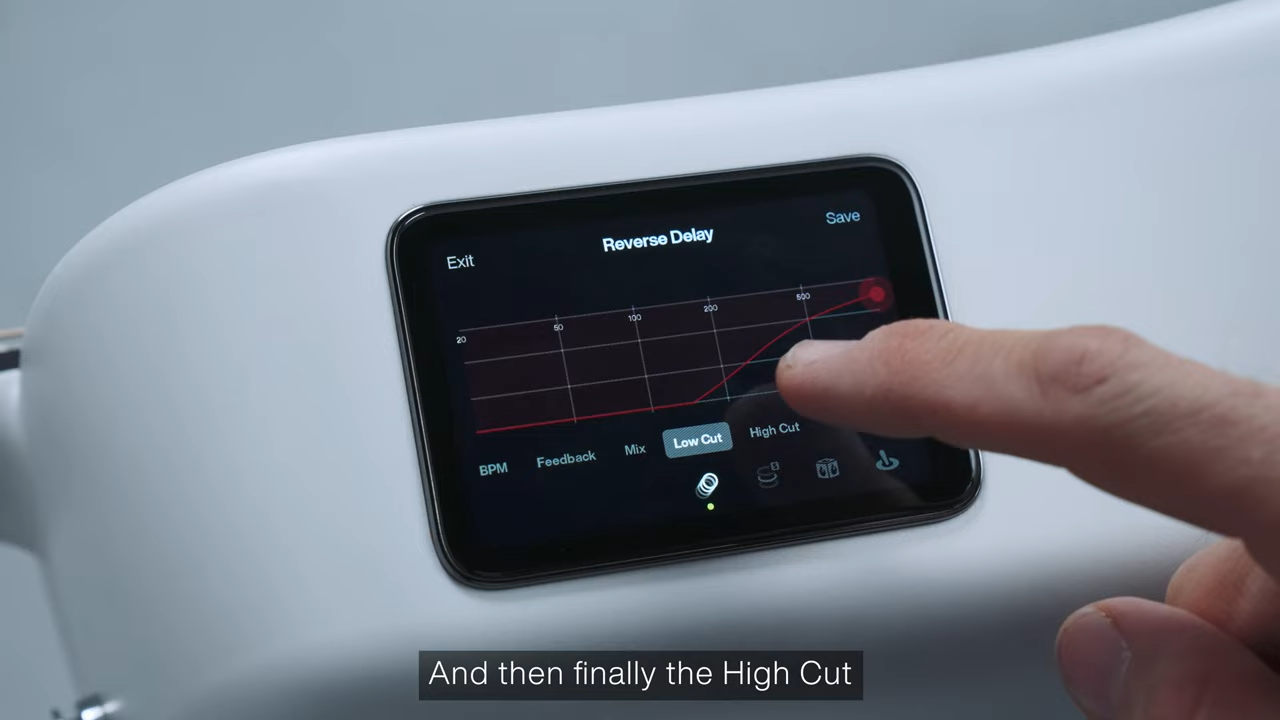 Reverse Delay
Save
Exit
20
50
100
200
500
BPM
Feedback
Mix
Low Cut
High Cut
And then finally the High Cut